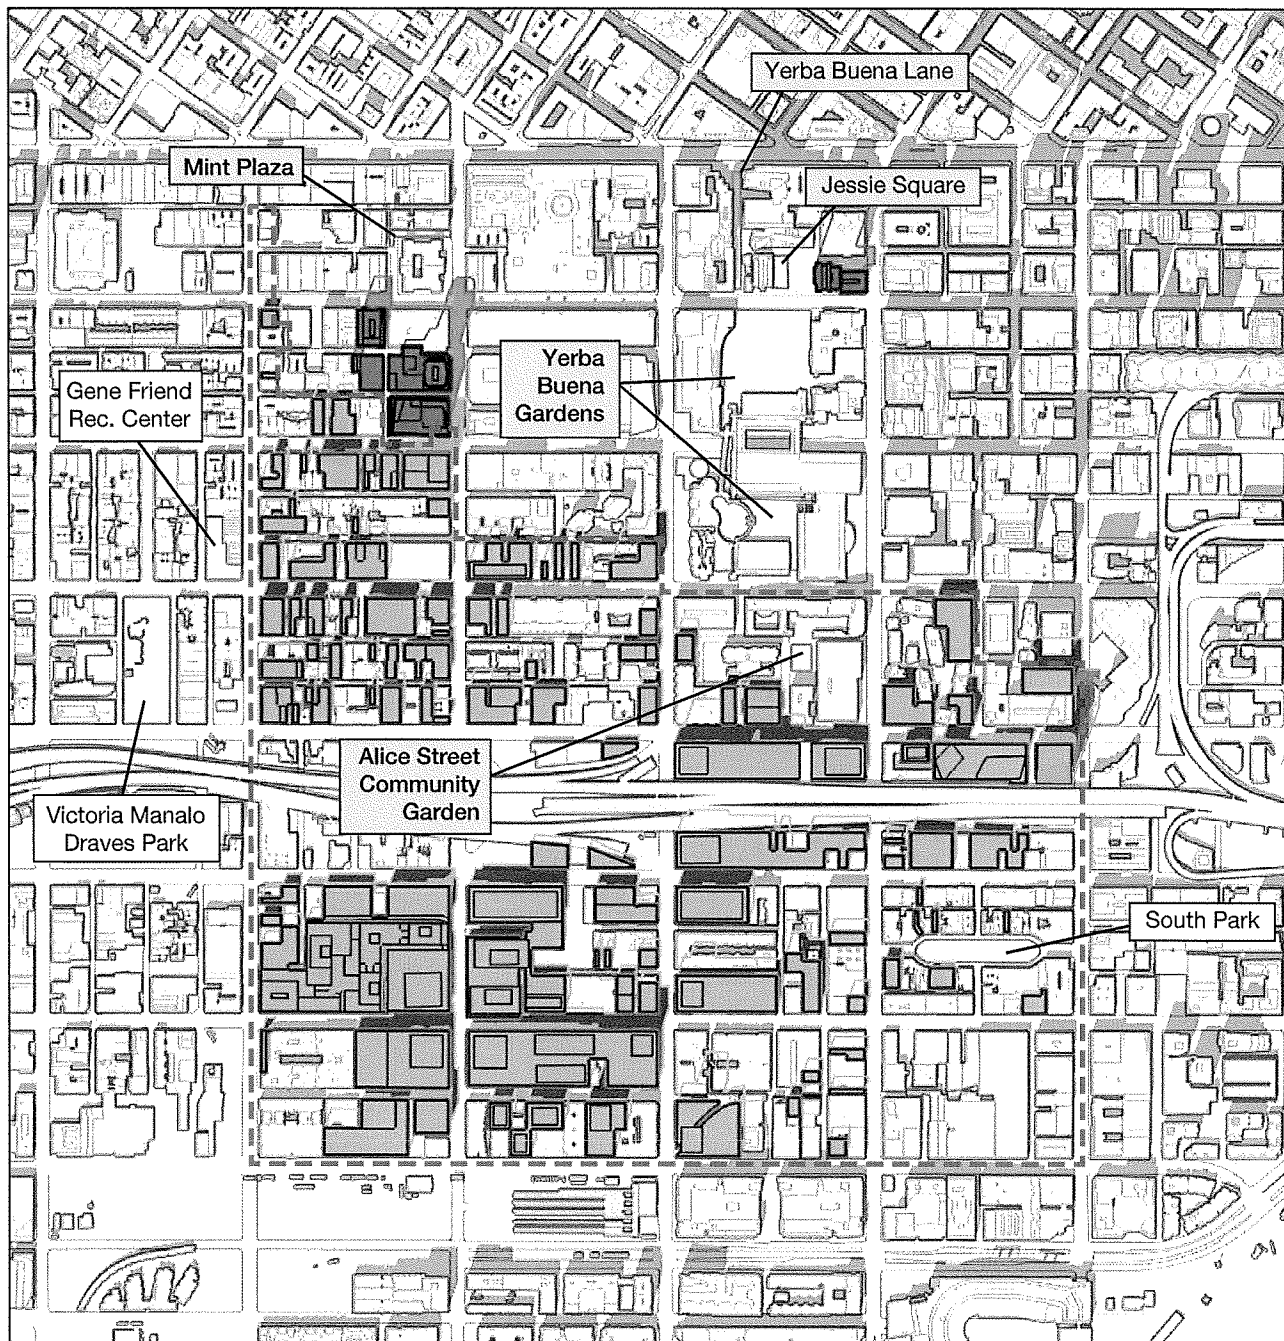 Yerba Buena Lane
Mint Plaza
Jessie Square
Yerba
Buena
Gardens
Gene Friend
Rec. Center
Alice Street
Community
Garden
Victoria Manalo
Draves Park
South Park